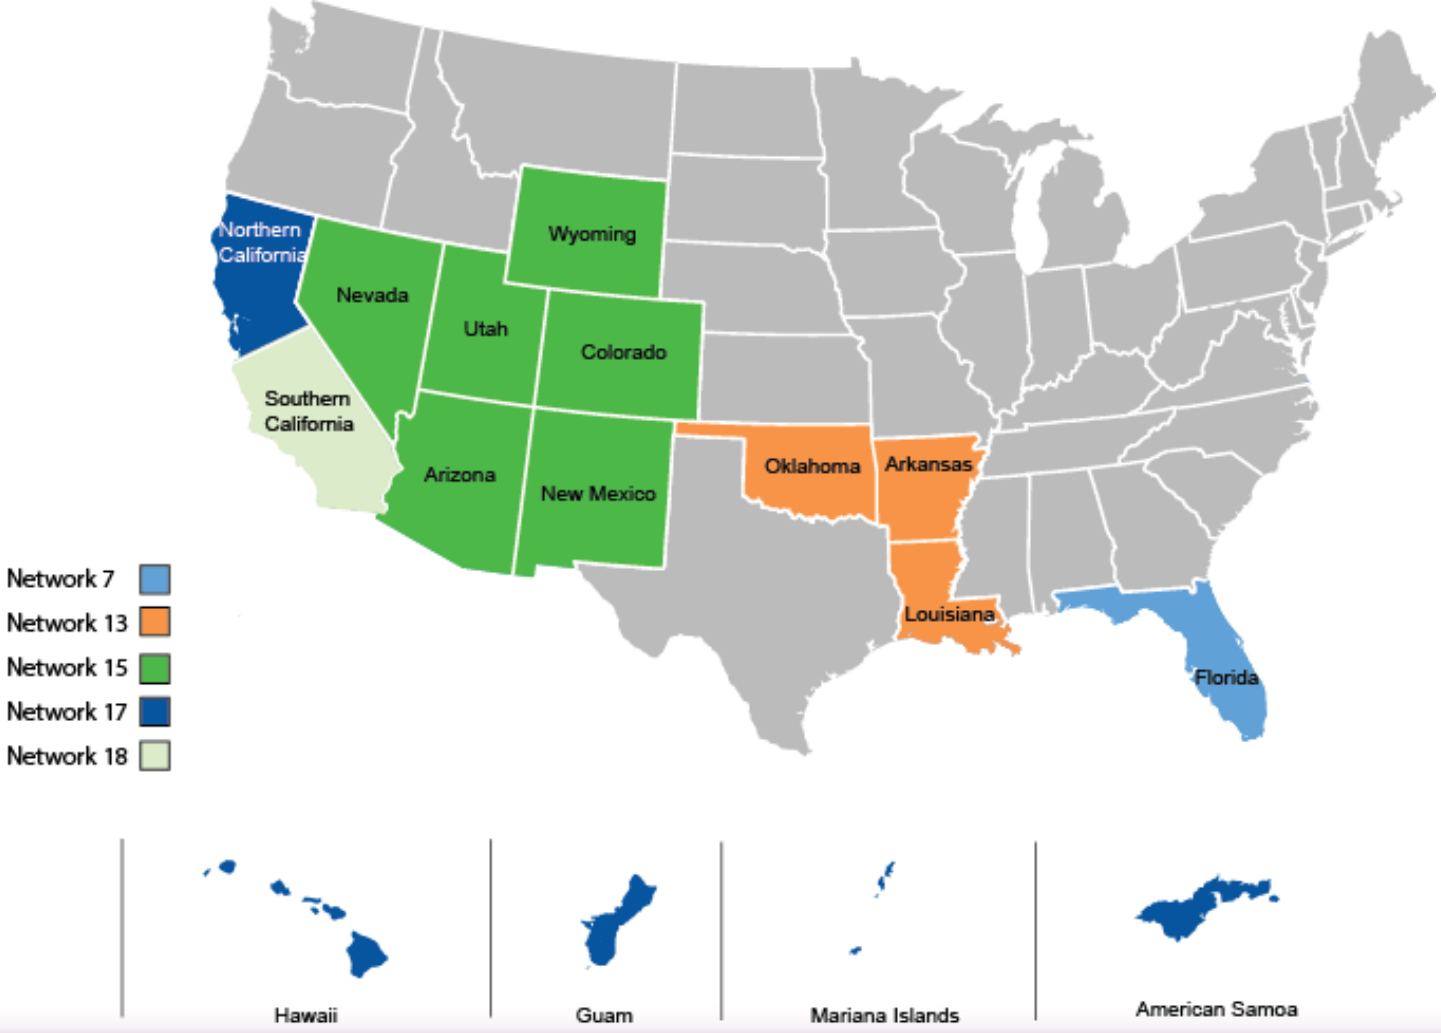 Northern
California
Wyoming
Nevada
Utah
Colorado
Southern
California
Arizona
New Mexico
Oklahoma
Arkansas
Louisiana
Florida
Network 7
Network 13
Network 15
Network 17
Network 18
Hawaii
Guam
Mariana Islands
American Samoa